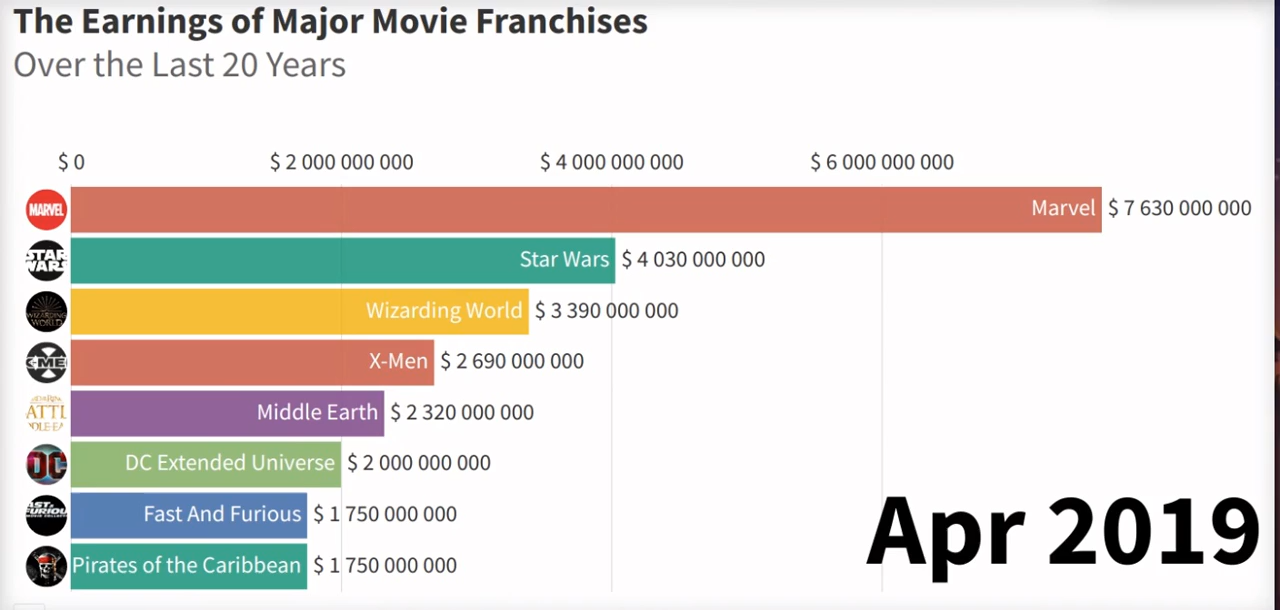 The Earnings of Major Movie Franchises
Over the Last 20 Years
$ 0 $ 2 000 000 000 $ 4 000 000 000 $ 6 000 000 000
MARVEL Marvel $ 7 630 000 000
STAR WARS Star Wars $ 4 030 000 000
WIZARDING WORLD Wizarding World $ 3 390 000 000
X-Men $ 2 690 000 000
Middle Earth $ 2 320 000 000
DC DC Extended Universe $ 2 000 000 000
Fast And Furious $ 1 750 000 000
Pirates of the Caribbean $ 1 750 000 000
Apr 2019